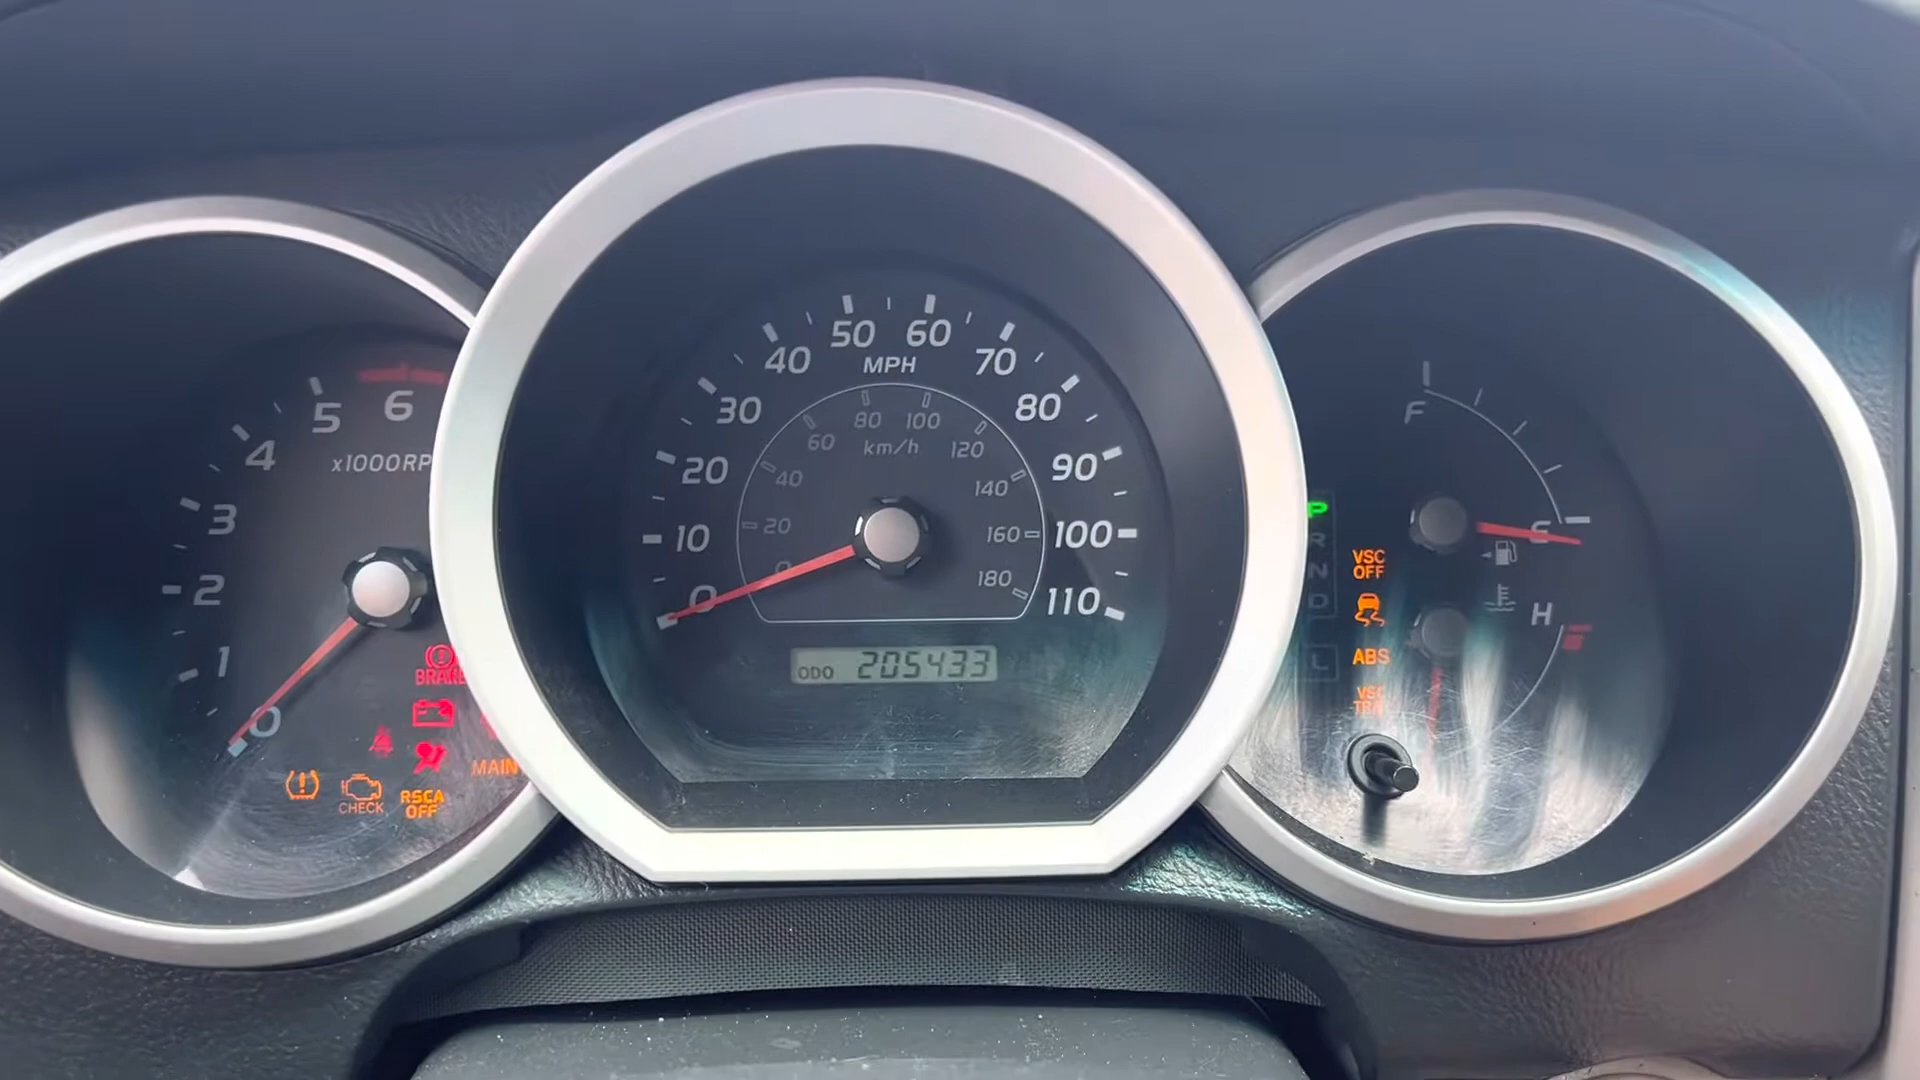 6
5
4
x1000RP
3
2
1
0
BRAKE
MAIN
CHECK
RSCA
OFF
50 60
40 MPH 70
30 80 100 80
60 km/h 120
20 40 140 90
10 20 160 100
0 0 180 110
ODO 205433
F
P
R
N
D
L
VSC
OFF
H
ABS
VSC